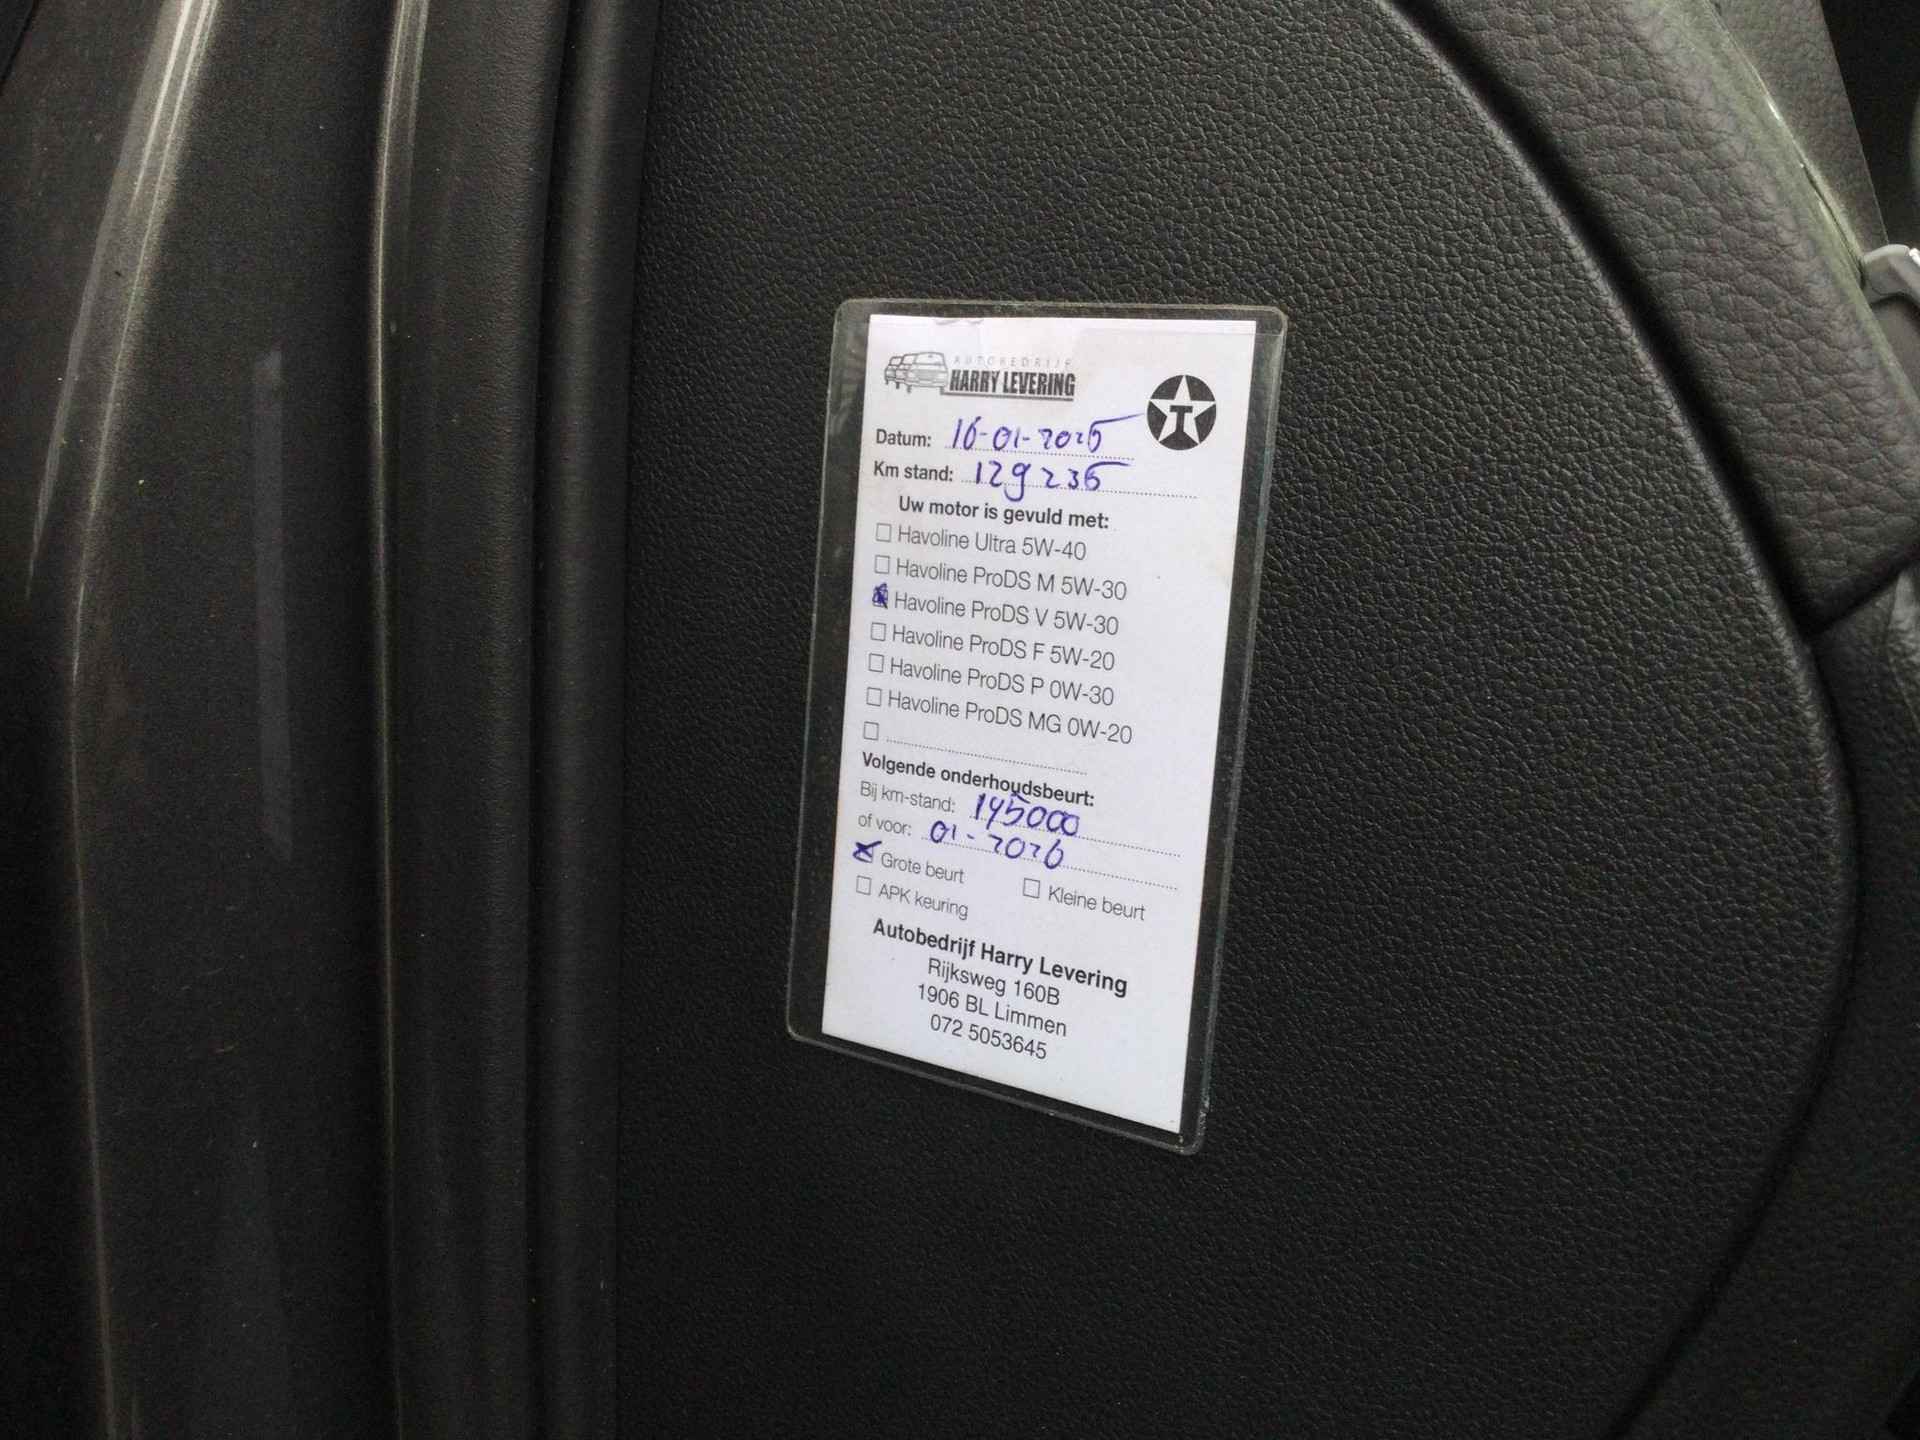 AUTOBEDRIJF
HARRY LEVERING
T
Datum: 16-01-2025
Km stand: 129235
Uw motor is gevuld met:
☐ Havoline Ultra 5W-40
☐ Havoline ProDS M 5W-30
☒ Havoline ProDS V 5W-30
☐ Havoline ProDS F 5W-20
☐ Havoline ProDS P 0W-30
☐ Havoline ProDS MG 0W-20
☐
Volgende onderhoudsbeurt:
Bij km-stand: 145000
of voor: 01-2026
☒ Grote beurt ☐ Kleine beurt
☐ APK keuring
Autobedrijf Harry Levering
Rijksweg 160B
1906 BL Limmen
072 5053645